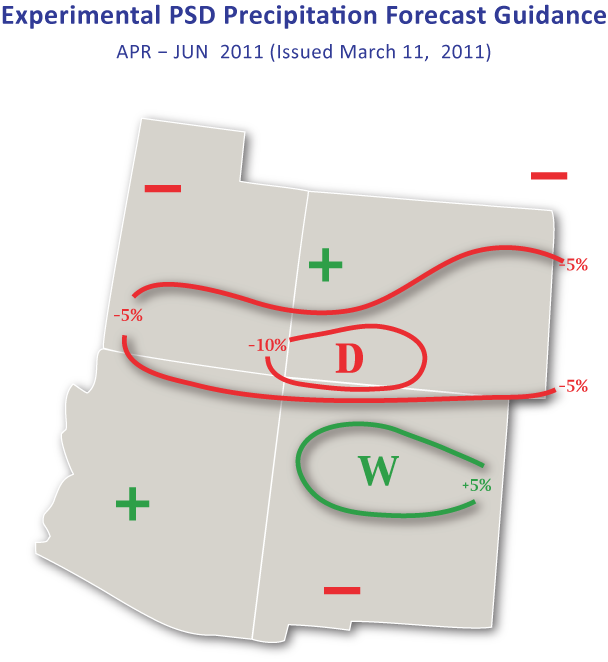 Experimental PSD Precipitation Forecast Guidance
APR – JUN 2011 (Issued March 11, 2011)
–
–
+
-5%
-5%
-10%
D
-5%
W
+5%
+
–